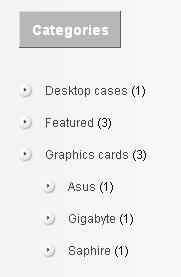 Categories
Desktop cases (1)
Featured (3)
Graphics cards (3)
Asus (1)
Gigabyte (1)
Saphire (1)